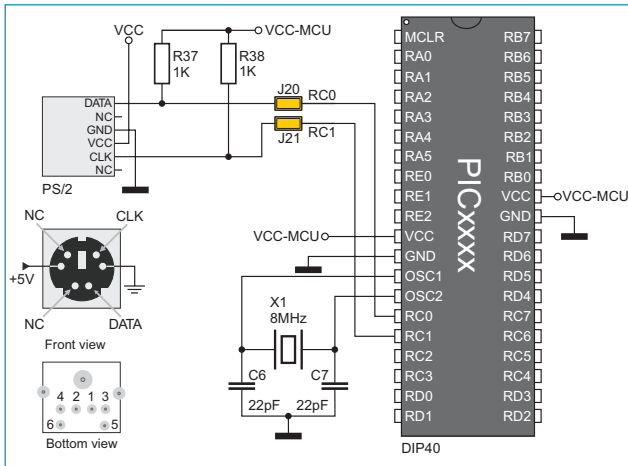 VCC
VCC-MCU
R37
1K
R38
1K
J20
RC0
J21
RC1
DATA
NC
GND
VCC
CLK
NC
PS/2
NC
CLK
+5V
NC
DATA
Front view
4 2 1 3
6 5
Bottom view
VCC-MCU
X1
8MHz
C6
C7
22pF
22pF
PICxxxx
MCLR
RA0
RA1
RA2
RA3
RA4
RA5
RE0
RE1
RE2
VCC
GND
OSC1
OSC2
RC0
RC1
RC2
RC3
RD0
RD1
RB7
RB6
RB5
RB4
RB3
RB2
RB1
RB0
VCC
GND
RD7
RD6
RD5
RD4
RC7
RC6
RC5
RC4
RD3
RD2
VCC-MCU
DIP40